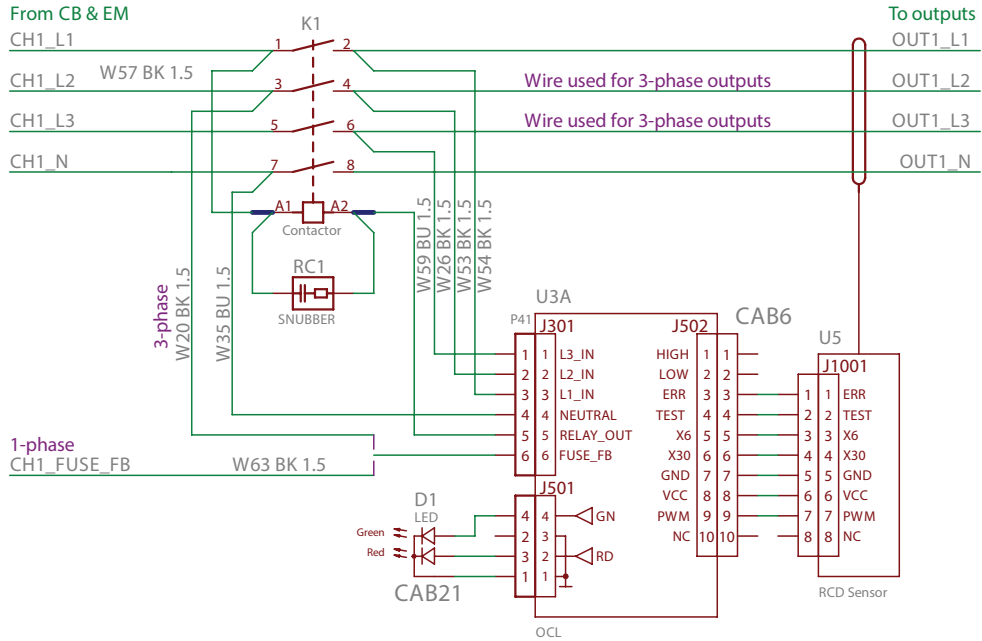 From CB & EM
K1
To outputs
CH1_L1
1
2
OUT1_L1
W57 BK 1.5
CH1_L2
3
4
Wire used for 3-phase outputs
OUT1_L2
CH1_L3
5
6
Wire used for 3-phase outputs
OUT1_L3
CH1_N
7
8
OUT1_N
A1
A2
Contactor
W59 BU 1.5
W26 BK 1.5
W53 BK 1.5
W54 BK 1.5
RC1
SNUBBER
3-phase
W20 BK 1.5
W35 BU 1.5
U3A
CAB6
P41
J301
J502
U5
J1001
1 1 L3_IN
2 2 L2_IN
3 3 L1_IN
4 4 NEUTRAL
5 5 RELAY_OUT
6 6 FUSE_FB
HIGH 1 1
LOW 2 2
ERR 3 3
TEST 4 4
X6 5 5
X30 6 6
GND 7 7
VCC 8 8
PWM 9 9
NC 10 10
1 1 ERR
2 2 TEST
3 3 X6
4 4 X30
5 5 GND
6 6 VCC
7 7 PWM
8 8 NC
1-phase
CH1_FUSE_FB
W63 BK 1.5
J501
D1
LED
Green
Red
4 4 GN
2 3
3 2 RD
1 1
CAB21
RCD Sensor
OCL